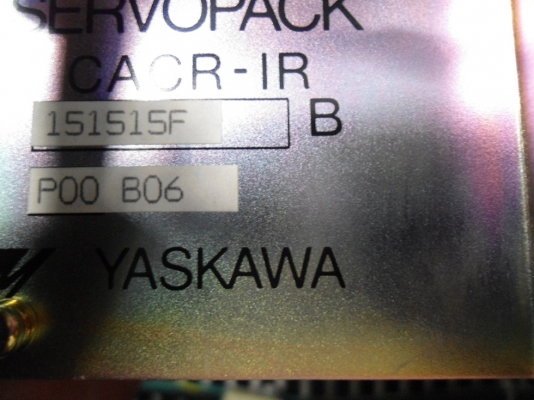 SERVOPACK
CACR-IR
151515F B
P00 B06
YASKAWA